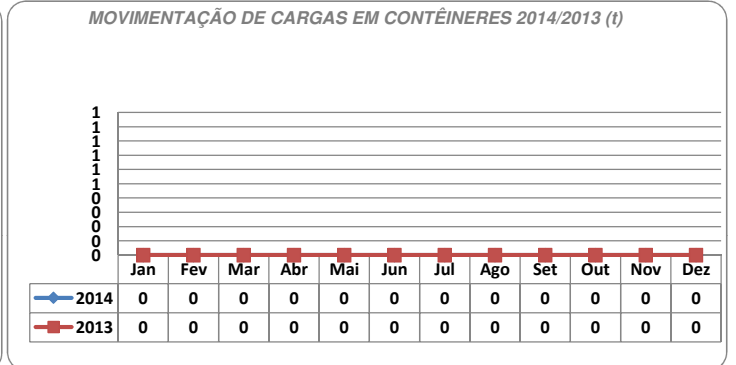 MOVIMENTAÇÃO DE CARGAS EM CONTÊINERES 2014/2013 (t)
1
1
1
1
1
1
0
0
0
0
0
Jan Fev Mar Abr Mai Jun Jul Ago Set Out Nov Dez
2014 0 0 0 0 0 0 0 0 0 0 0 0
2013 0 0 0 0 0 0 0 0 0 0 0 0